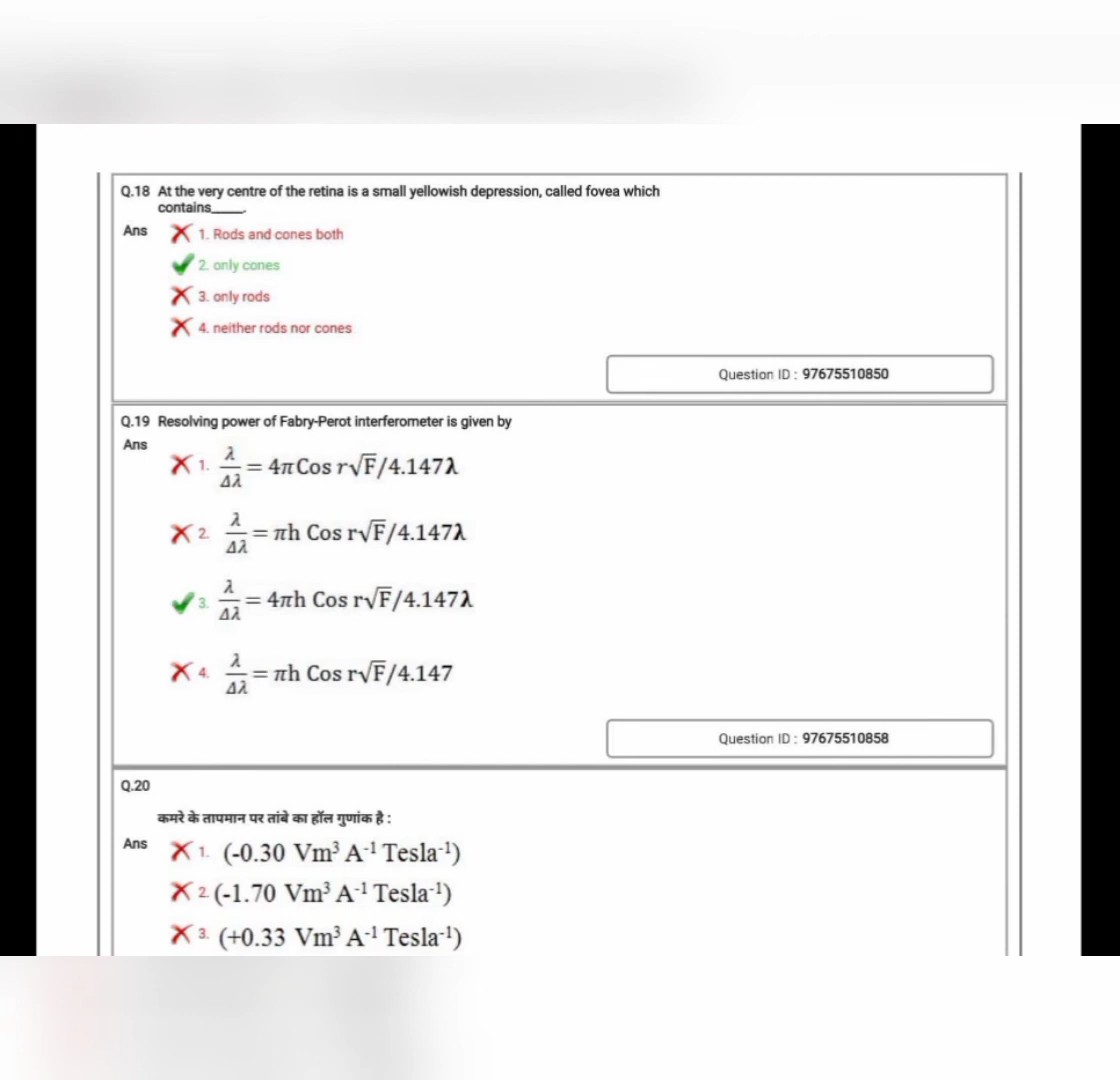 Q.18 At the very centre of the retina is a small yellowish depression, called fovea which
contains____.
Ans 1. Rods and cones both
2. only cones
3. only rods
4. neither rods nor cones
Question ID : 97675510850
Q.19 Resolving power of Fabry-Perot interferometer is given by
Ans
1. λ/Δλ = 4πCos r√F/4.147λ
2. λ/Δλ = πh Cos r√F/4.147λ
3. λ/Δλ = 4πh Cos r√F/4.147λ
4. λ/Δλ = πh Cos r√F/4.147
Question ID : 97675510858
Q.20
कमरे के तापमान पर तांबे का हॉल गुणांक है :
Ans 1. (-0.30 Vm³ A⁻¹ Tesla⁻¹)
2. (-1.70 Vm³ A⁻¹ Tesla⁻¹)
3. (+0.33 Vm³ A⁻¹ Tesla⁻¹)